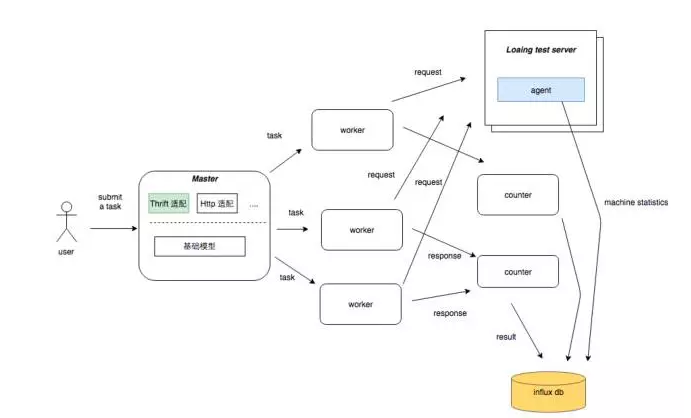 Loaing test server
agent
request
worker
task
request
request
Master
Thrift 适配
Http 适配
....
基础模型
submit
a task
user
task
worker
task
worker
counter
machine statistics
response
counter
response
result
influx db